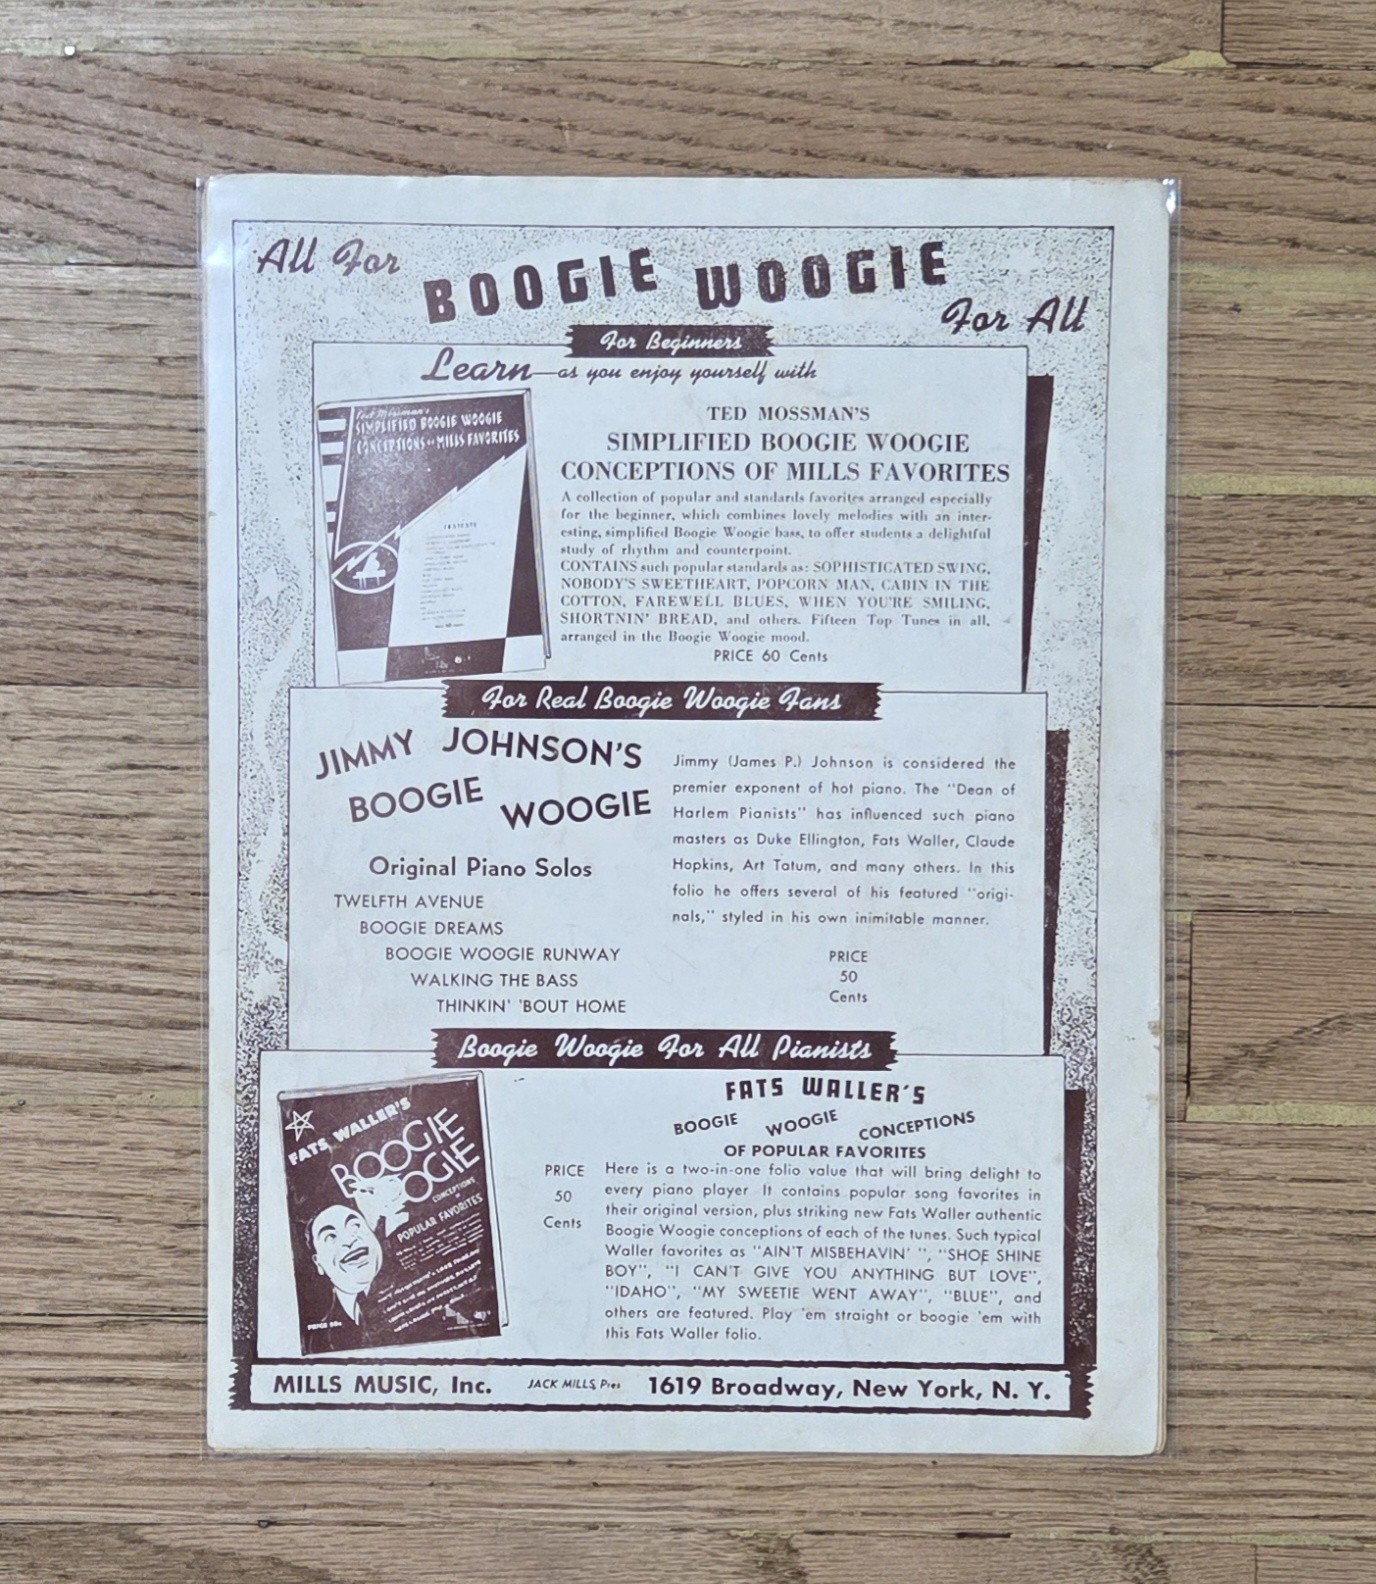 All For
BOOGIE WOOGIE
For All
For Beginners
Learn—as you enjoy yourself with
Ted Mossman's
SIMPLIFIED BOOGIE WOOGIE
CONCEPTIONS OF MILLS FAVORITES
CONTENTS
TED MOSSMAN'S
SIMPLIFIED BOOGIE WOOGIE
CONCEPTIONS OF MILLS FAVORITES
A collection of popular and standards favorites arranged especially
for the beginner, which combines lovely melodies with an inter-
esting, simplified Boogie Woogie bass, to offer students a delightful
study of rhythm and counterpoint.
CONTAINS such popular standards as: SOPHISTICATED SWING,
NOBODY'S SWEETHEART, POPCORN MAN, CABIN IN THE
COTTON, FAREWELL BLUES, WHEN YOU'RE SMILING,
SHORTNIN' BREAD, and others. Fifteen Top Tunes in all,
arranged in the Boogie Woogie mood.
PRICE 60 Cents
For Real Boogie Woogie Fans
JIMMY JOHNSON'S
BOOGIE WOOGIE
Original Piano Solos
TWELFTH AVENUE
BOOGIE DREAMS
BOOGIE WOOGIE RUNWAY
WALKING THE BASS
THINKIN' 'BOUT HOME
Jimmy (James P.) Johnson is considered the
premier exponent of hot piano. The "Dean of
Harlem Pianists" has influenced such piano
masters as Duke Ellington, Fats Waller, Claude
Hopkins, Art Tatum, and many others. In this
folio he offers several of his featured "origi-
nals," styled in his own inimitable manner.
PRICE
50
Cents
Boogie Woogie For All Pianists
FATS WALLER'S
BOOGIE
WOOGIE
CONCEPTIONS
POPULAR FAVORITES
PRICE 50c
PRICE
50
Cents
FATS WALLER'S
BOOGIE WOOGIE CONCEPTIONS
OF POPULAR FAVORITES
Here is a two-in-one folio value that will bring delight to
every piano player It contains popular song favorites in
their original version, plus striking new Fats Waller authentic
Boogie Woogie conceptions of each of the tunes. Such typical
Waller favorites as "AIN'T MISBEHAVIN' ", "SHOE SHINE
BOY", "I CAN'T GIVE YOU ANYTHING BUT LOVE",
"IDAHO", "MY SWEETIE WENT AWAY", "BLUE", and
others are featured. Play 'em straight or boogie 'em with
this Fats Waller folio.
MILLS MUSIC, Inc. JACK MILLS, Pres 1619 Broadway, New York, N. Y.